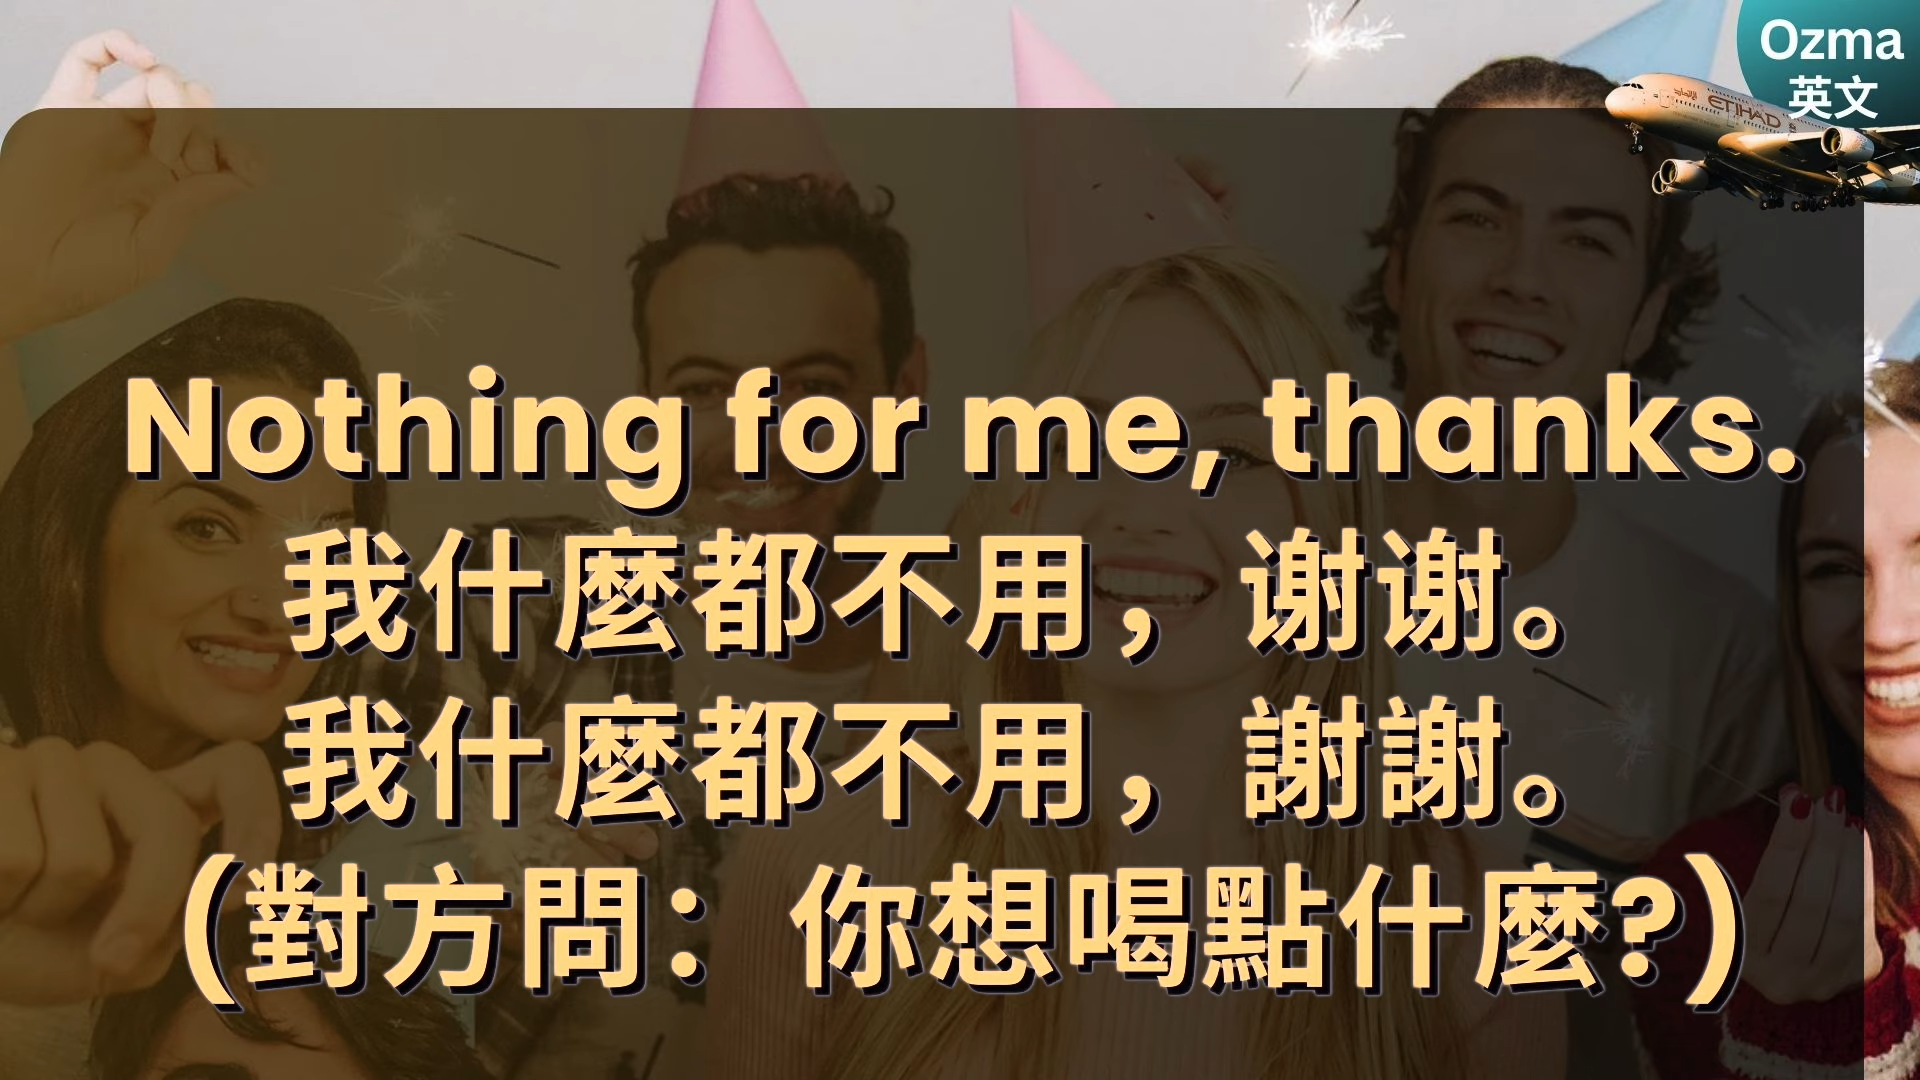 Ozma
英文
ETIHAD
Nothing for me, thanks.
我什麼都不用，谢谢。
我什麼都不用，謝謝。
(對方問：你想喝點什麼?)